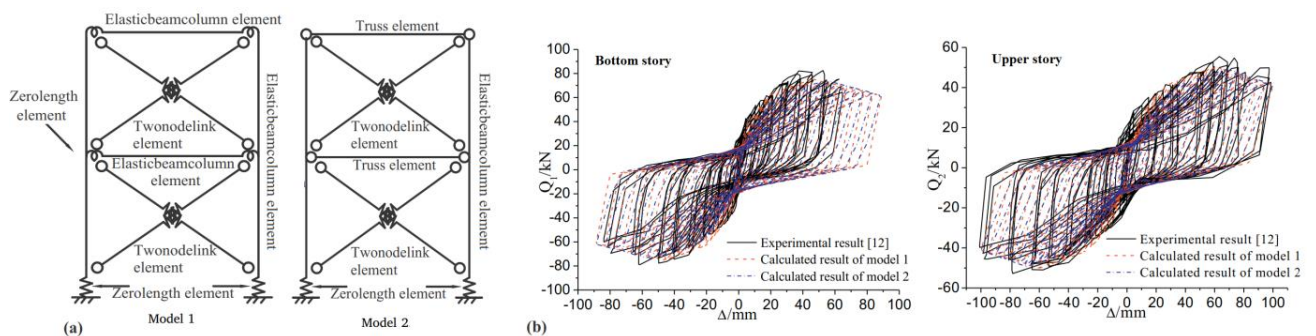 Elasticbeamcolumn element
Zerolength
element
Twonodelink
element
Elasticbeamcolumn
element
Twonodelink
element
Elasticbeamcolumn element
Zerolength element
(a)
Model 1
Truss element
Twonodelink
element
Truss element
Twonodelink
element
Elasticbeamcolumn element
Zerolength element
Model 2
(b)
Bottom story
Q₁/kN
100
80
60
40
20
0
-20
-40
-60
-80
-100
Experimental result [12]
Calculated result of model 1
Calculated result of model 2
-100 -80 -60 -40 -20 0 20 40 60 80 100
Δ/mm
Upper story
Q₂/kN
60
40
20
0
-20
-40
-60
Experimental result [12]
Calculated result of model 1
Calculated result of model 2
-100 -80 -60 -40 -20 0 20 40 60 80 100
Δ/mm